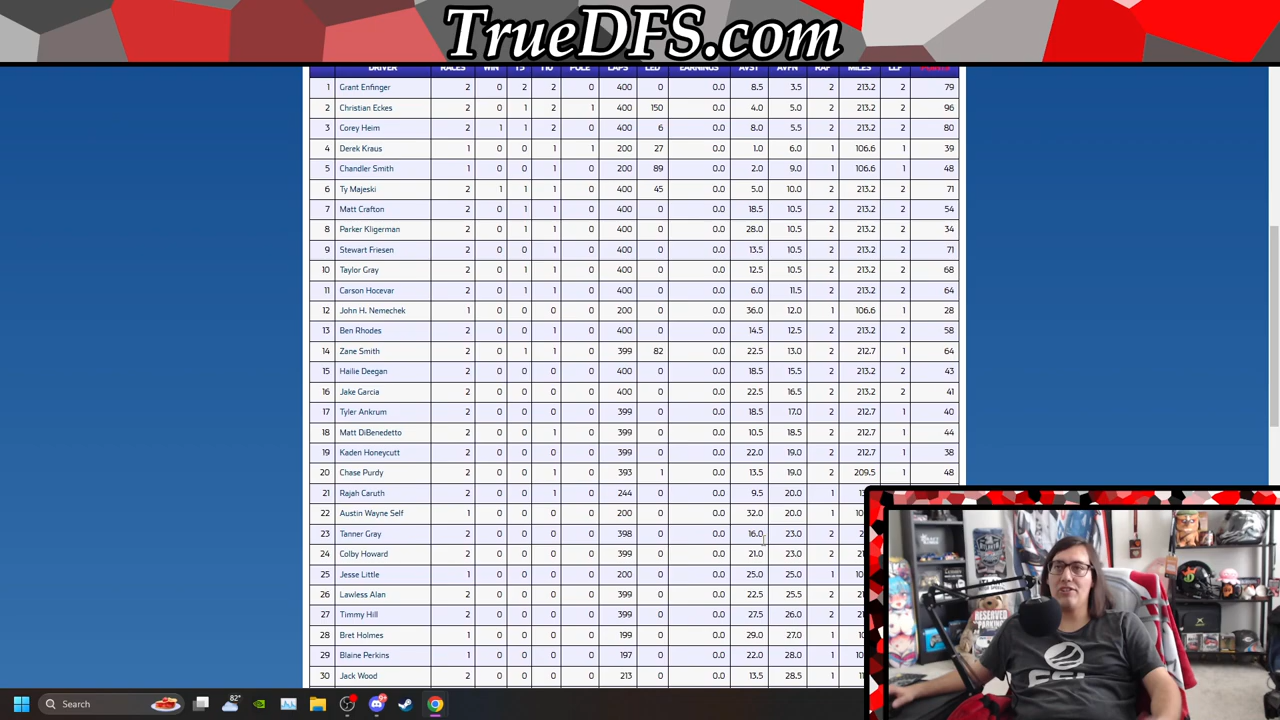 TrueDFS.com
DRIVER RACES WIN T5 T10 POLE LAPS LED EARNINGS AVST AVFN RAF MILES LLF POINTS
1 Grant Enfinger 2 0 2 2 0 400 0 0.0 8.5 3.5 2 213.2 2 79
2 Christian Eckes 2 0 1 2 1 400 150 0.0 4.0 5.0 2 213.2 2 96
3 Corey Heim 2 1 1 2 0 400 6 0.0 8.0 5.5 2 213.2 2 80
4 Derek Kraus 1 0 0 1 1 200 27 0.0 1.0 6.0 1 106.6 1 39
5 Chandler Smith 1 0 0 1 0 200 89 0.0 2.0 9.0 1 106.6 1 48
6 Ty Majeski 2 1 1 1 0 400 45 0.0 5.0 10.0 2 213.2 2 71
7 Matt Crafton 2 0 1 1 0 400 0 0.0 18.5 10.5 2 213.2 2 54
8 Parker Kligerman 2 0 1 1 0 400 0 0.0 28.0 10.5 2 213.2 2 34
9 Stewart Friesen 2 0 0 1 0 400 0 0.0 13.5 10.5 2 213.2 2 71
10 Taylor Gray 2 0 1 1 0 400 0 0.0 12.5 10.5 2 213.2 2 68
11 Carson Hocevar 2 0 1 1 0 400 0 0.0 6.0 11.5 2 213.2 2 64
12 John H. Nemechek 1 0 0 0 0 200 0 0.0 36.0 12.0 1 106.6 1 28
13 Ben Rhodes 2 0 0 1 0 400 0 0.0 14.5 12.5 2 213.2 2 58
14 Zane Smith 2 0 1 1 0 399 82 0.0 22.5 13.0 2 212.7 1 64
15 Hailie Deegan 2 0 0 0 0 400 0 0.0 18.5 15.5 2 213.2 2 43
16 Jake Garcia 2 0 0 0 0 400 0 0.0 22.5 16.5 2 213.2 2 41
17 Tyler Ankrum 2 0 0 0 0 399 0 0.0 18.5 17.0 2 212.7 1 40
18 Matt DiBenedetto 2 0 0 1 0 399 0 0.0 10.5 18.5 2 212.7 1 44
19 Kaden Honeycutt 2 0 0 0 0 399 0 0.0 22.0 19.0 2 212.7 1 38
20 Chase Purdy 2 0 0 1 0 393 1 0.0 13.5 19.0 2 209.5 1 48
21 Rajah Caruth 2 0 0 1 0 244 0 0.0 9.5 20.0 1
22 Austin Wayne Self 1 0 0 0 0 200 0 0.0 32.0 20.0 1
23 Tanner Gray 2 0 0 0 0 398 0 0.0 16.0 23.0 2
24 Colby Howard 2 0 0 0 0 399 0 0.0 21.0 23.0 2
25 Jesse Little 1 0 0 0 0 200 0 0.0 25.0 25.0 1
26 Lawless Alan 2 0 0 0 0 399 0 0.0 22.5 25.5 2
27 Timmy Hill 2 0 0 0 0 399 0 0.0 27.5 26.0 2
28 Bret Holmes 1 0 0 0 0 199 0 0.0 29.0 27.0 1
29 Blaine Perkins 1 0 0 0 0 197 0 0.0 22.0 28.0 1
30 Jack Wood 2 0 0 0 0 213 0 0.0 13.5 28.5 1
RESERVED
PARKING
Search
82°